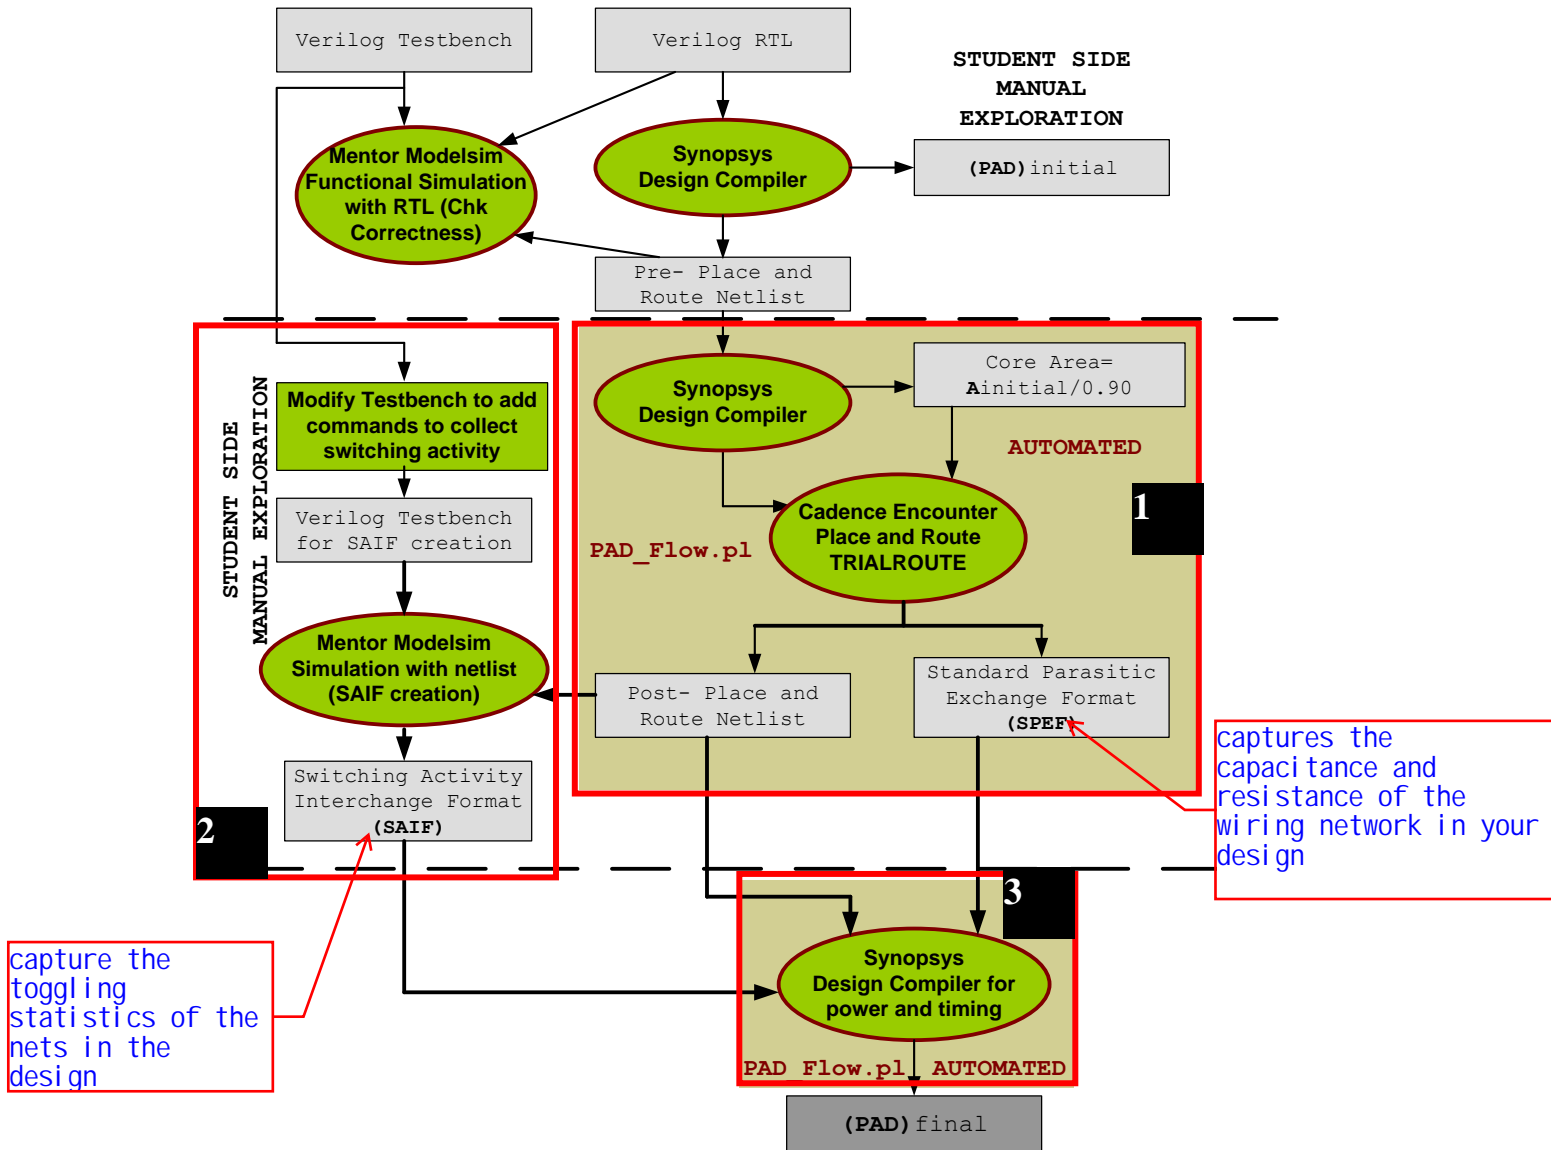 Verilog Testbench
Verilog RTL
STUDENT SIDE
MANUAL
EXPLORATION
Mentor Modelsim
Functional Simulation
with RTL (Chk
Correctness)
Synopsys
Design Compiler
(PAD)initial
Pre- Place and
Route Netlist
STUDENT SIDE
MANUAL EXPLORATION
Modify Testbench to add
commands to collect
switching activity
Synopsys
Design Compiler
Core Area=
Ainitial/0.90
AUTOMATED
1
Verilog Testbench
for SAIF creation
PAD_Flow.pl
Cadence Encounter
Place and Route
TRIALROUTE
Mentor Modelsim
Simulation with netlist
(SAIF creation)
Post- Place and
Route Netlist
Standard Parasitic
Exchange Format
(SPEF)
captures the
capacitance and
resistance of the
wiring network in your
design
Switching Activity
Interchange Format
(SAIF)
2
3
capture the
toggling
statistics of the
nets in the
design
Synopsys
Design Compiler for
power and timing
PAD_Flow.pl AUTOMATED
(PAD)final